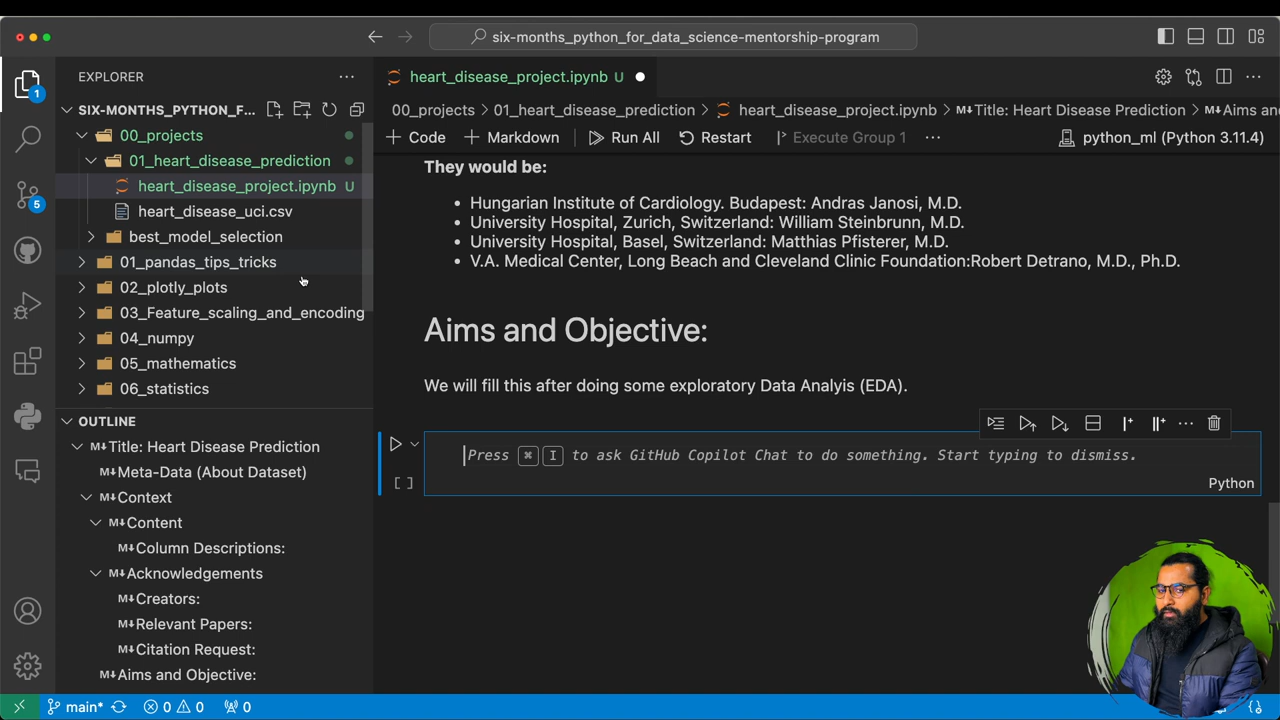 six-months_python_for_data_science-mentorship-program
EXPLORER
SIX-MONTHS_PYTHON_F...
00_projects
01_heart_disease_prediction
heart_disease_project.ipynb U
heart_disease_uci.csv
best_model_selection
01_pandas_tips_tricks
02_plotly_plots
03_Feature_scaling_and_encoding
04_numpy
05_mathematics
06_statistics
OUTLINE
Title: Heart Disease Prediction
Meta-Data (About Dataset)
Context
Content
Column Descriptions:
Acknowledgements
Creators:
Relevant Papers:
Citation Request:
Aims and Objective:
1
5
heart_disease_project.ipynb U
00_projects > 01_heart_disease_prediction > heart_disease_project.ipynb > Title: Heart Disease Prediction > Aims and
+ Code + Markdown Run All Restart Execute Group 1 ... python_ml (Python 3.11.4)
They would be:
• Hungarian Institute of Cardiology. Budapest: Andras Janosi, M.D.
• University Hospital, Zurich, Switzerland: William Steinbrunn, M.D.
• University Hospital, Basel, Switzerland: Matthias Pfisterer, M.D.
• V.A. Medical Center, Long Beach and Cleveland Clinic Foundation:Robert Detrano, M.D., Ph.D.
Aims and Objective:
We will fill this after doing some exploratory Data Analyis (EDA).
Press ⌘ I to ask GitHub Copilot Chat to do something. Start typing to dismiss.
[ ]
Python
main* 0 0 0